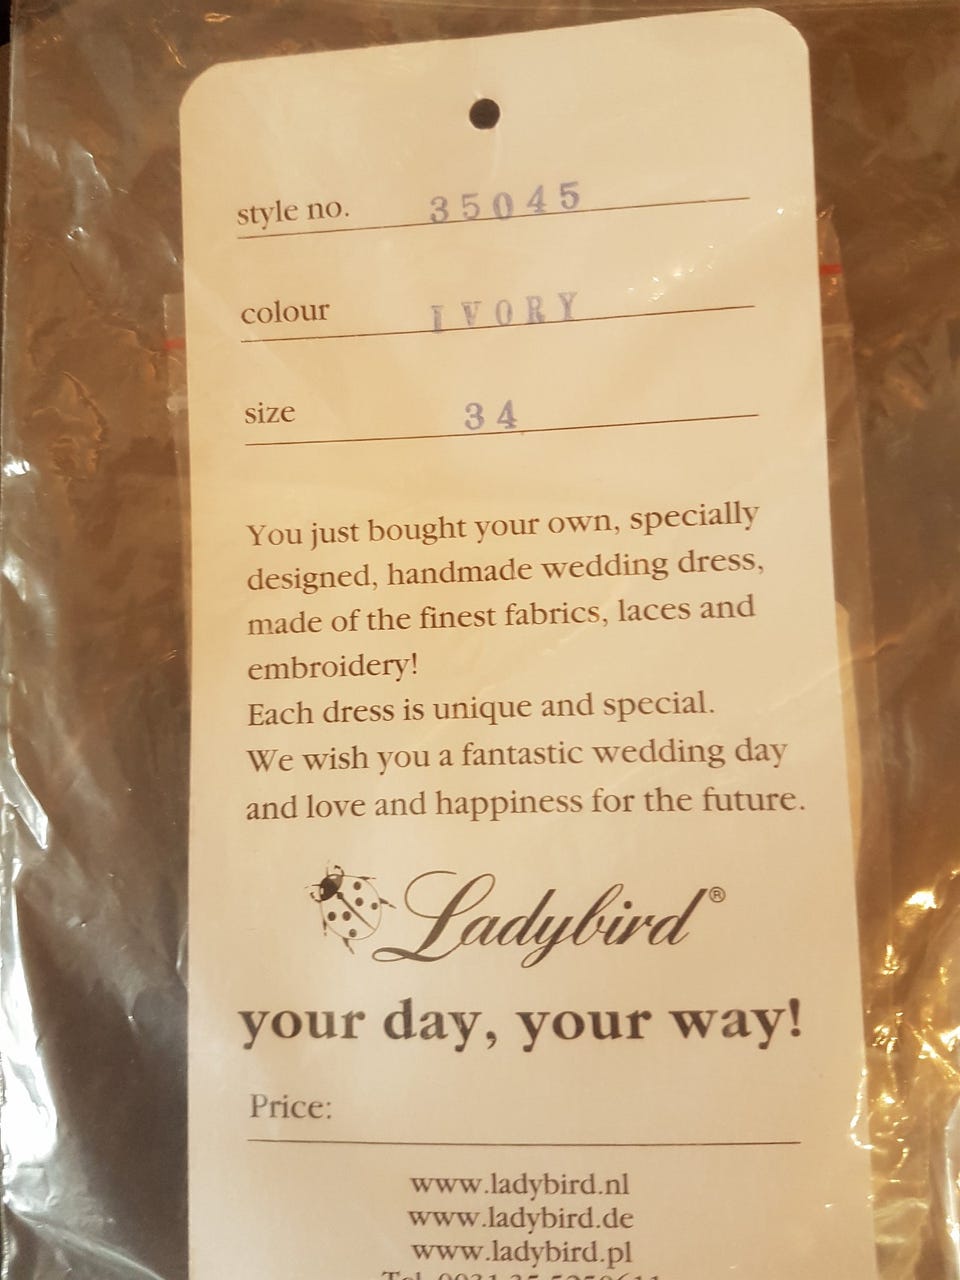 style no. 35045
colour IVORY
size 34
You just bought your own, specially
designed, handmade wedding dress,
made of the finest fabrics, laces and
embroidery!
Each dress is unique and special.
We wish you a fantastic wedding day
and love and happiness for the future.
Ladybird®
your day, your way!
Price:
www.ladybird.nl
www.ladybird.de
www.ladybird.pl
Tel. 0031 35